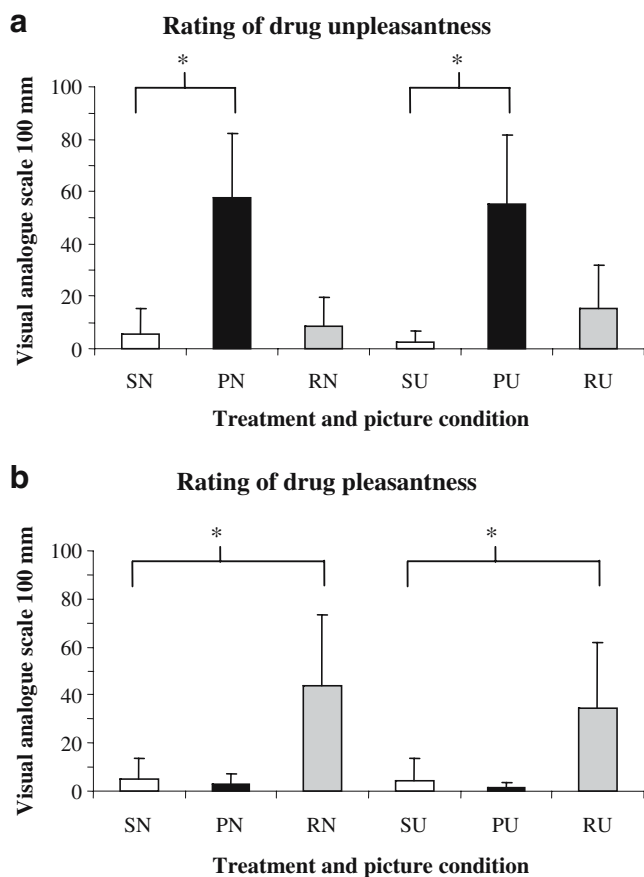 a
Rating of drug unpleasantness
Visual analogue scale 100 mm
100
80
60
40
20
0
*
*
SN PN RN SU PU RU
Treatment and picture condition
b
Rating of drug pleasantness
Visual analogue scale 100 mm
100
80
60
40
20
0
*
*
SN PN RN SU PU RU
Treatment and picture condition